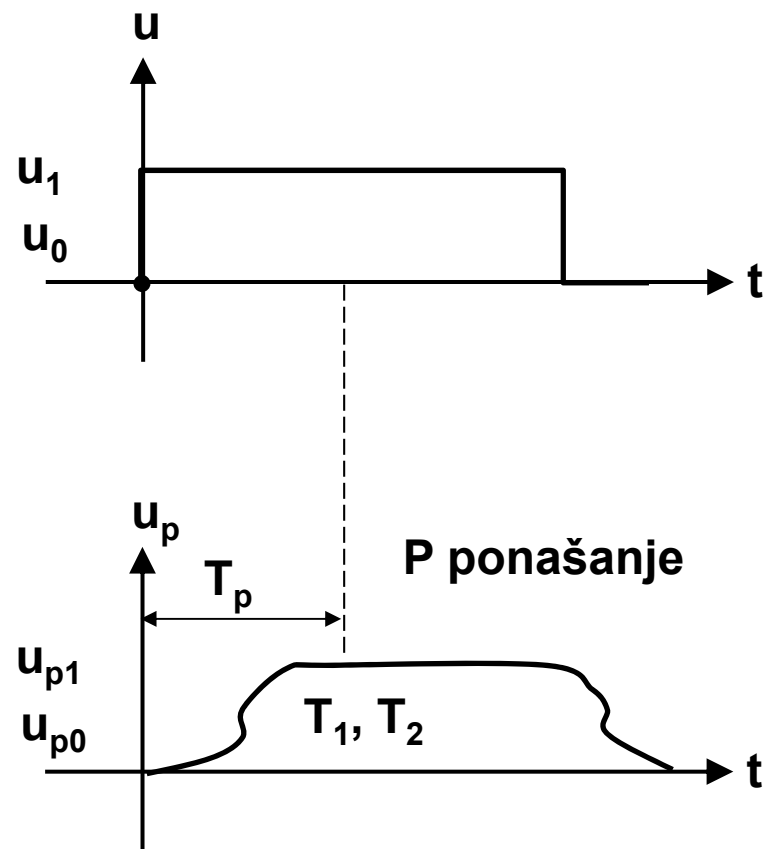 u
u₁
u₀
t
uₚ
P ponašanje
Tₚ
uₚ₁
T₁, T₂
uₚ₀
t